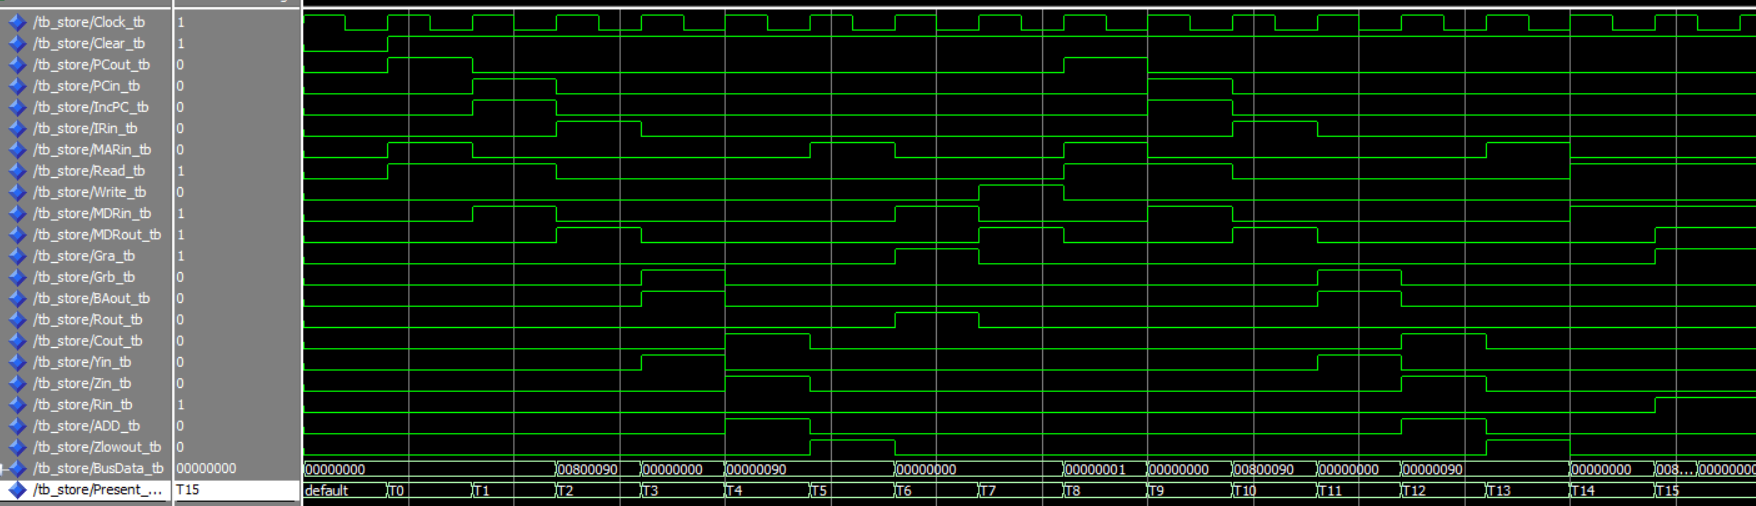 /tb_store/Clock_tb 1
/tb_store/Clear_tb 1
/tb_store/PCout_tb 0
/tb_store/PCin_tb 0
/tb_store/IncPC_tb 0
/tb_store/IRin_tb 0
/tb_store/MARin_tb 0
/tb_store/Read_tb 1
/tb_store/Write_tb 0
/tb_store/MDRin_tb 1
/tb_store/MDRout_tb 1
/tb_store/Gra_tb 1
/tb_store/Grb_tb 0
/tb_store/BAout_tb 0
/tb_store/Rout_tb 0
/tb_store/Cout_tb 0
/tb_store/Yin_tb 0
/tb_store/Zin_tb 0
/tb_store/Rin_tb 1
/tb_store/ADD_tb 0
/tb_store/Zlowout_tb 0
/tb_store/BusData_tb 00000000 00000000 00800090 00000000 00000090 00000000 00000001 00000000 00800090 00000000 00000090 00000000 008... 00000000
/tb_store/Present_... T15 default T0 T1 T2 T3 T4 T5 T6 T7 T8 T9 T10 T11 T12 T13 T14 T15